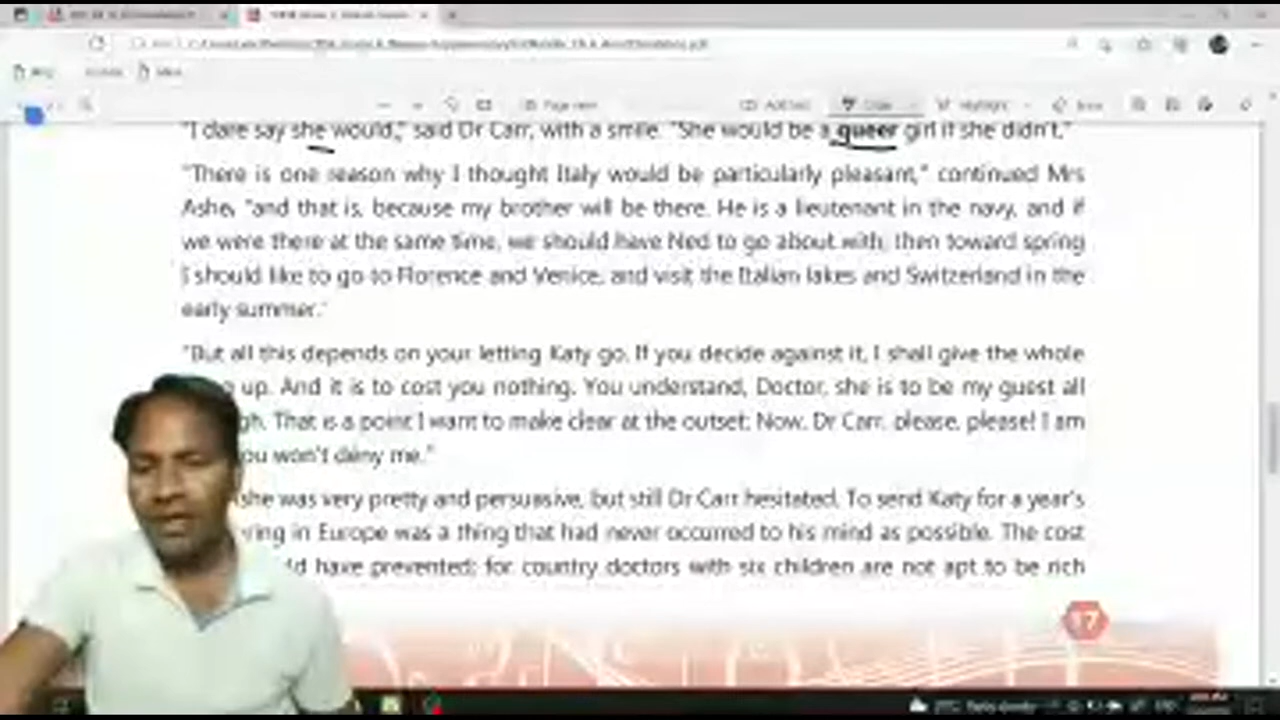 "I dare say she would," said Dr Carr, with a smile. "She would be a queer girl if she didn't."
"There is one reason why I thought Italy would be particularly pleasant," continued Mrs
Ashe, "and that is, because my brother will be there. He is a lieutenant in the navy, and if
we were there at the same time, we should have Ned to go about with; then toward spring
I should like to go to Florence and Venice, and visit the Italian lakes and Switzerland in the
early summer."
"But all this depends on your letting Katy go. If you decide against it, I shall give the whole
up. And it is to cost you nothing. You understand, Doctor, she is to be my guest all
That is a point I want to make clear at the outset. Now, Dr Carr, please, please! I am
won't deny me."
she was very pretty and persuasive, but still Dr Carr hesitated. To send Katy for a year's
in Europe was a thing that had never occurred to his mind as possible. The cost
have prevented; for country doctors with six children are not apt to be rich
17